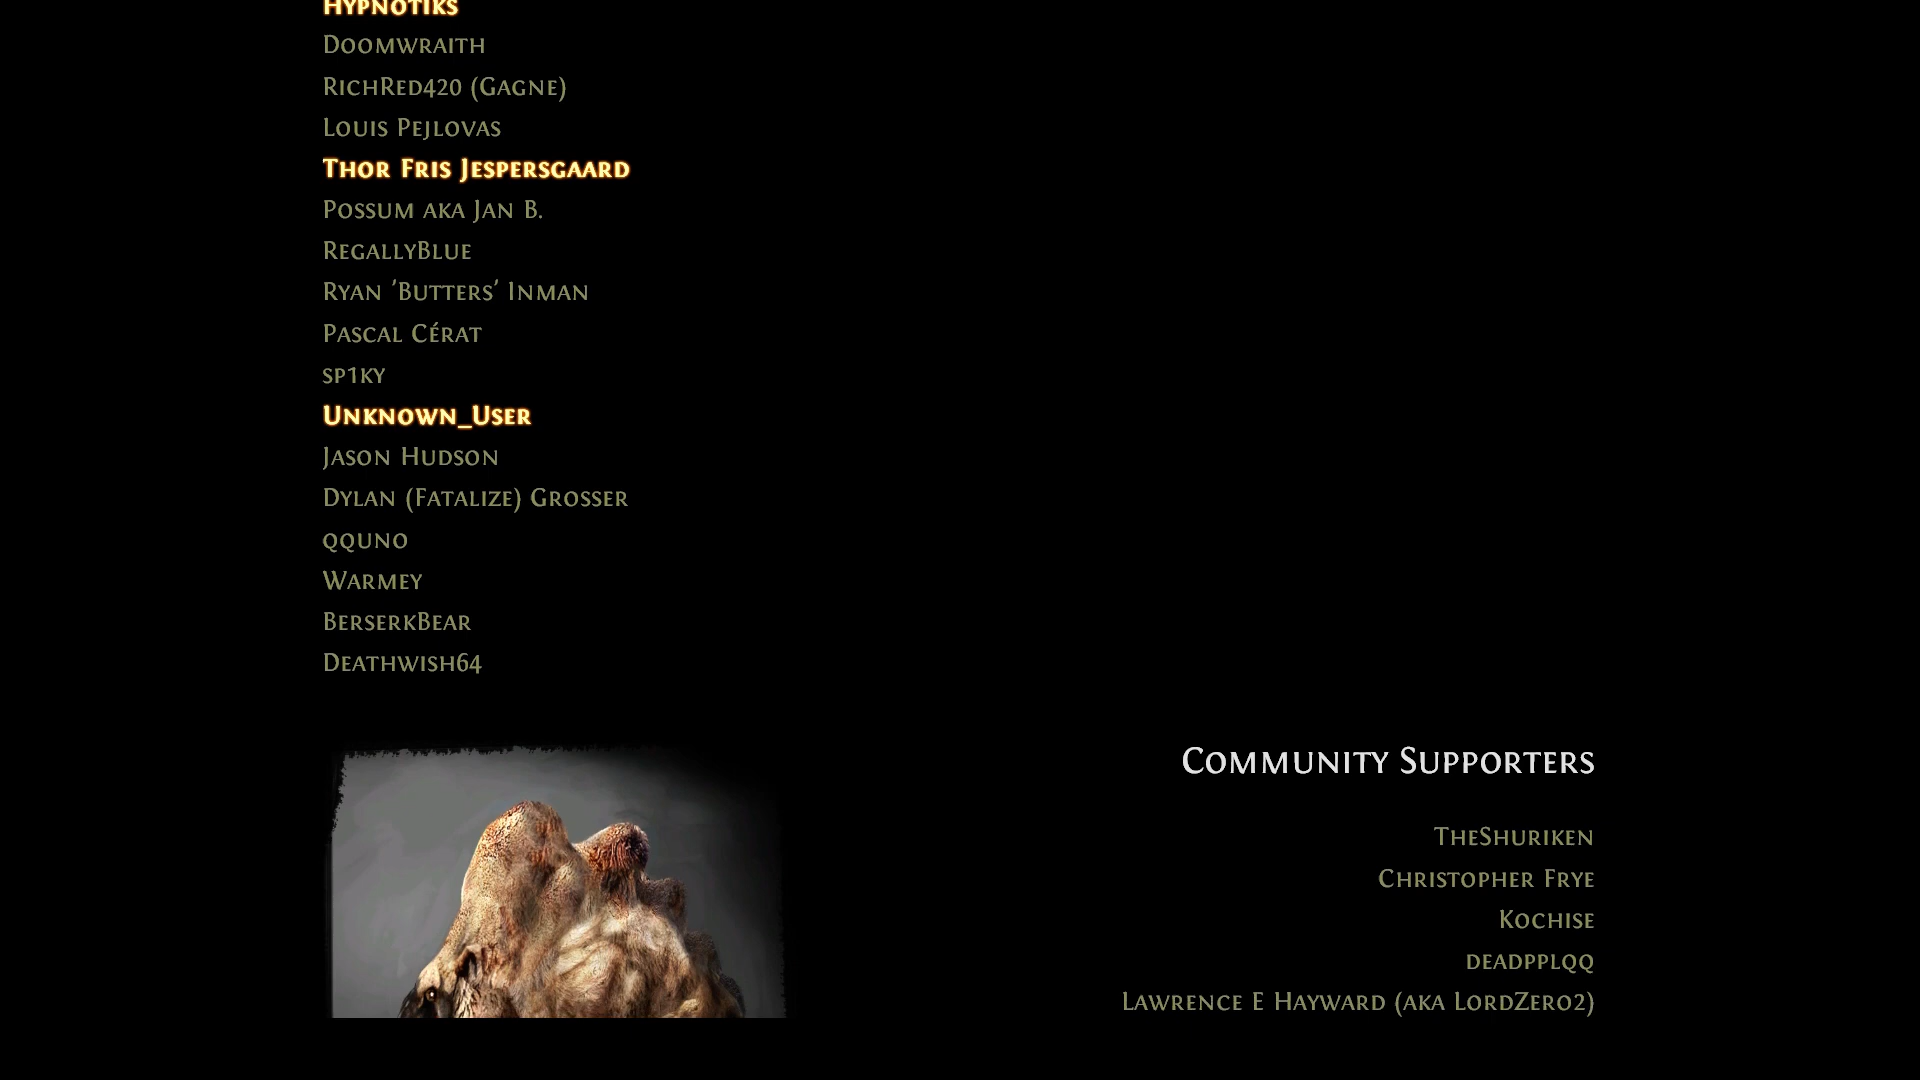 Hypnotiks
Doomwraith
RichRed420 (Gagne)
Louis Pejlovas
Thor Fris Jespersgaard
Possum aka Jan B.
RegallyBlue
Ryan 'Butters' Inman
Pascal Cérat
sp1ky
Unknown_User
Jason Hudson
Dylan (Fatalize) Grosser
qquno
Warmey
BerserkBear
Deathwish64
Community Supporters
TheShuriken
Christopher Frye
Kochise
deadpplqq
Lawrence E Hayward (aka LordZero2)